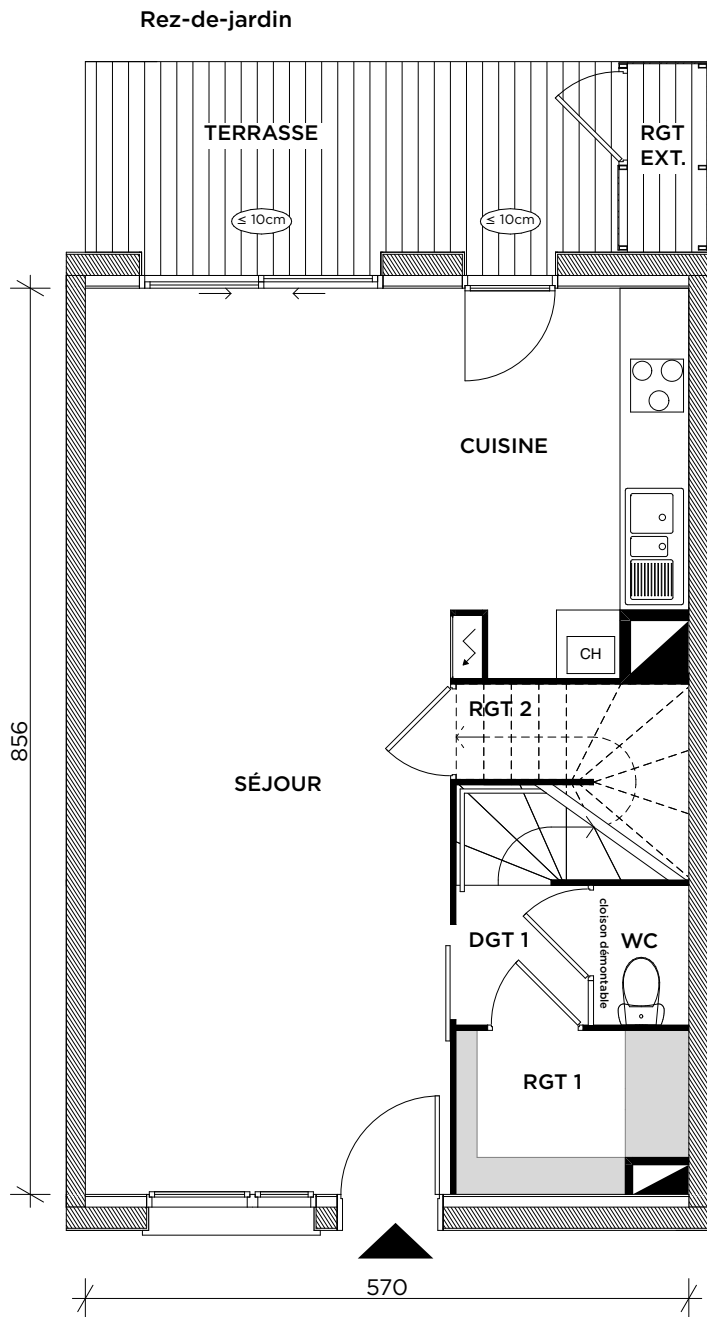 Rez-de-jardin
TERRASSE
RGT
EXT.
≤ 10cm
≤ 10cm
CUISINE
CH
RGT 2
856
SÉJOUR
cloison démontable
DGT 1
WC
RGT 1
570